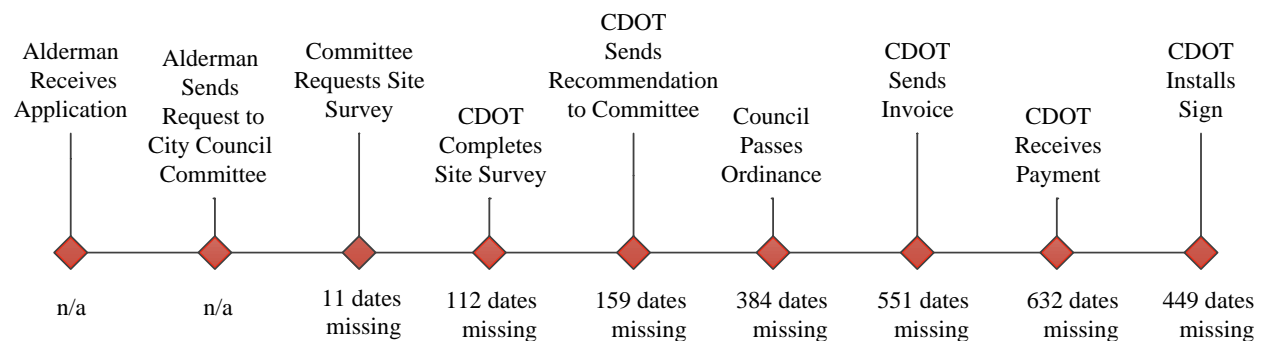 Alderman
Receives
Application
Alderman
Sends
Request to
City Council
Committee
Committee
Requests Site
Survey
CDOT
Completes
Site Survey
CDOT
Sends
Recommendation
to Committee
Council
Passes
Ordinance
CDOT
Sends
Invoice
CDOT
Receives
Payment
CDOT
Installs
Sign
n/a
n/a
11 dates
missing
112 dates
missing
159 dates
missing
384 dates
missing
551 dates
missing
632 dates
missing
449 dates
missing